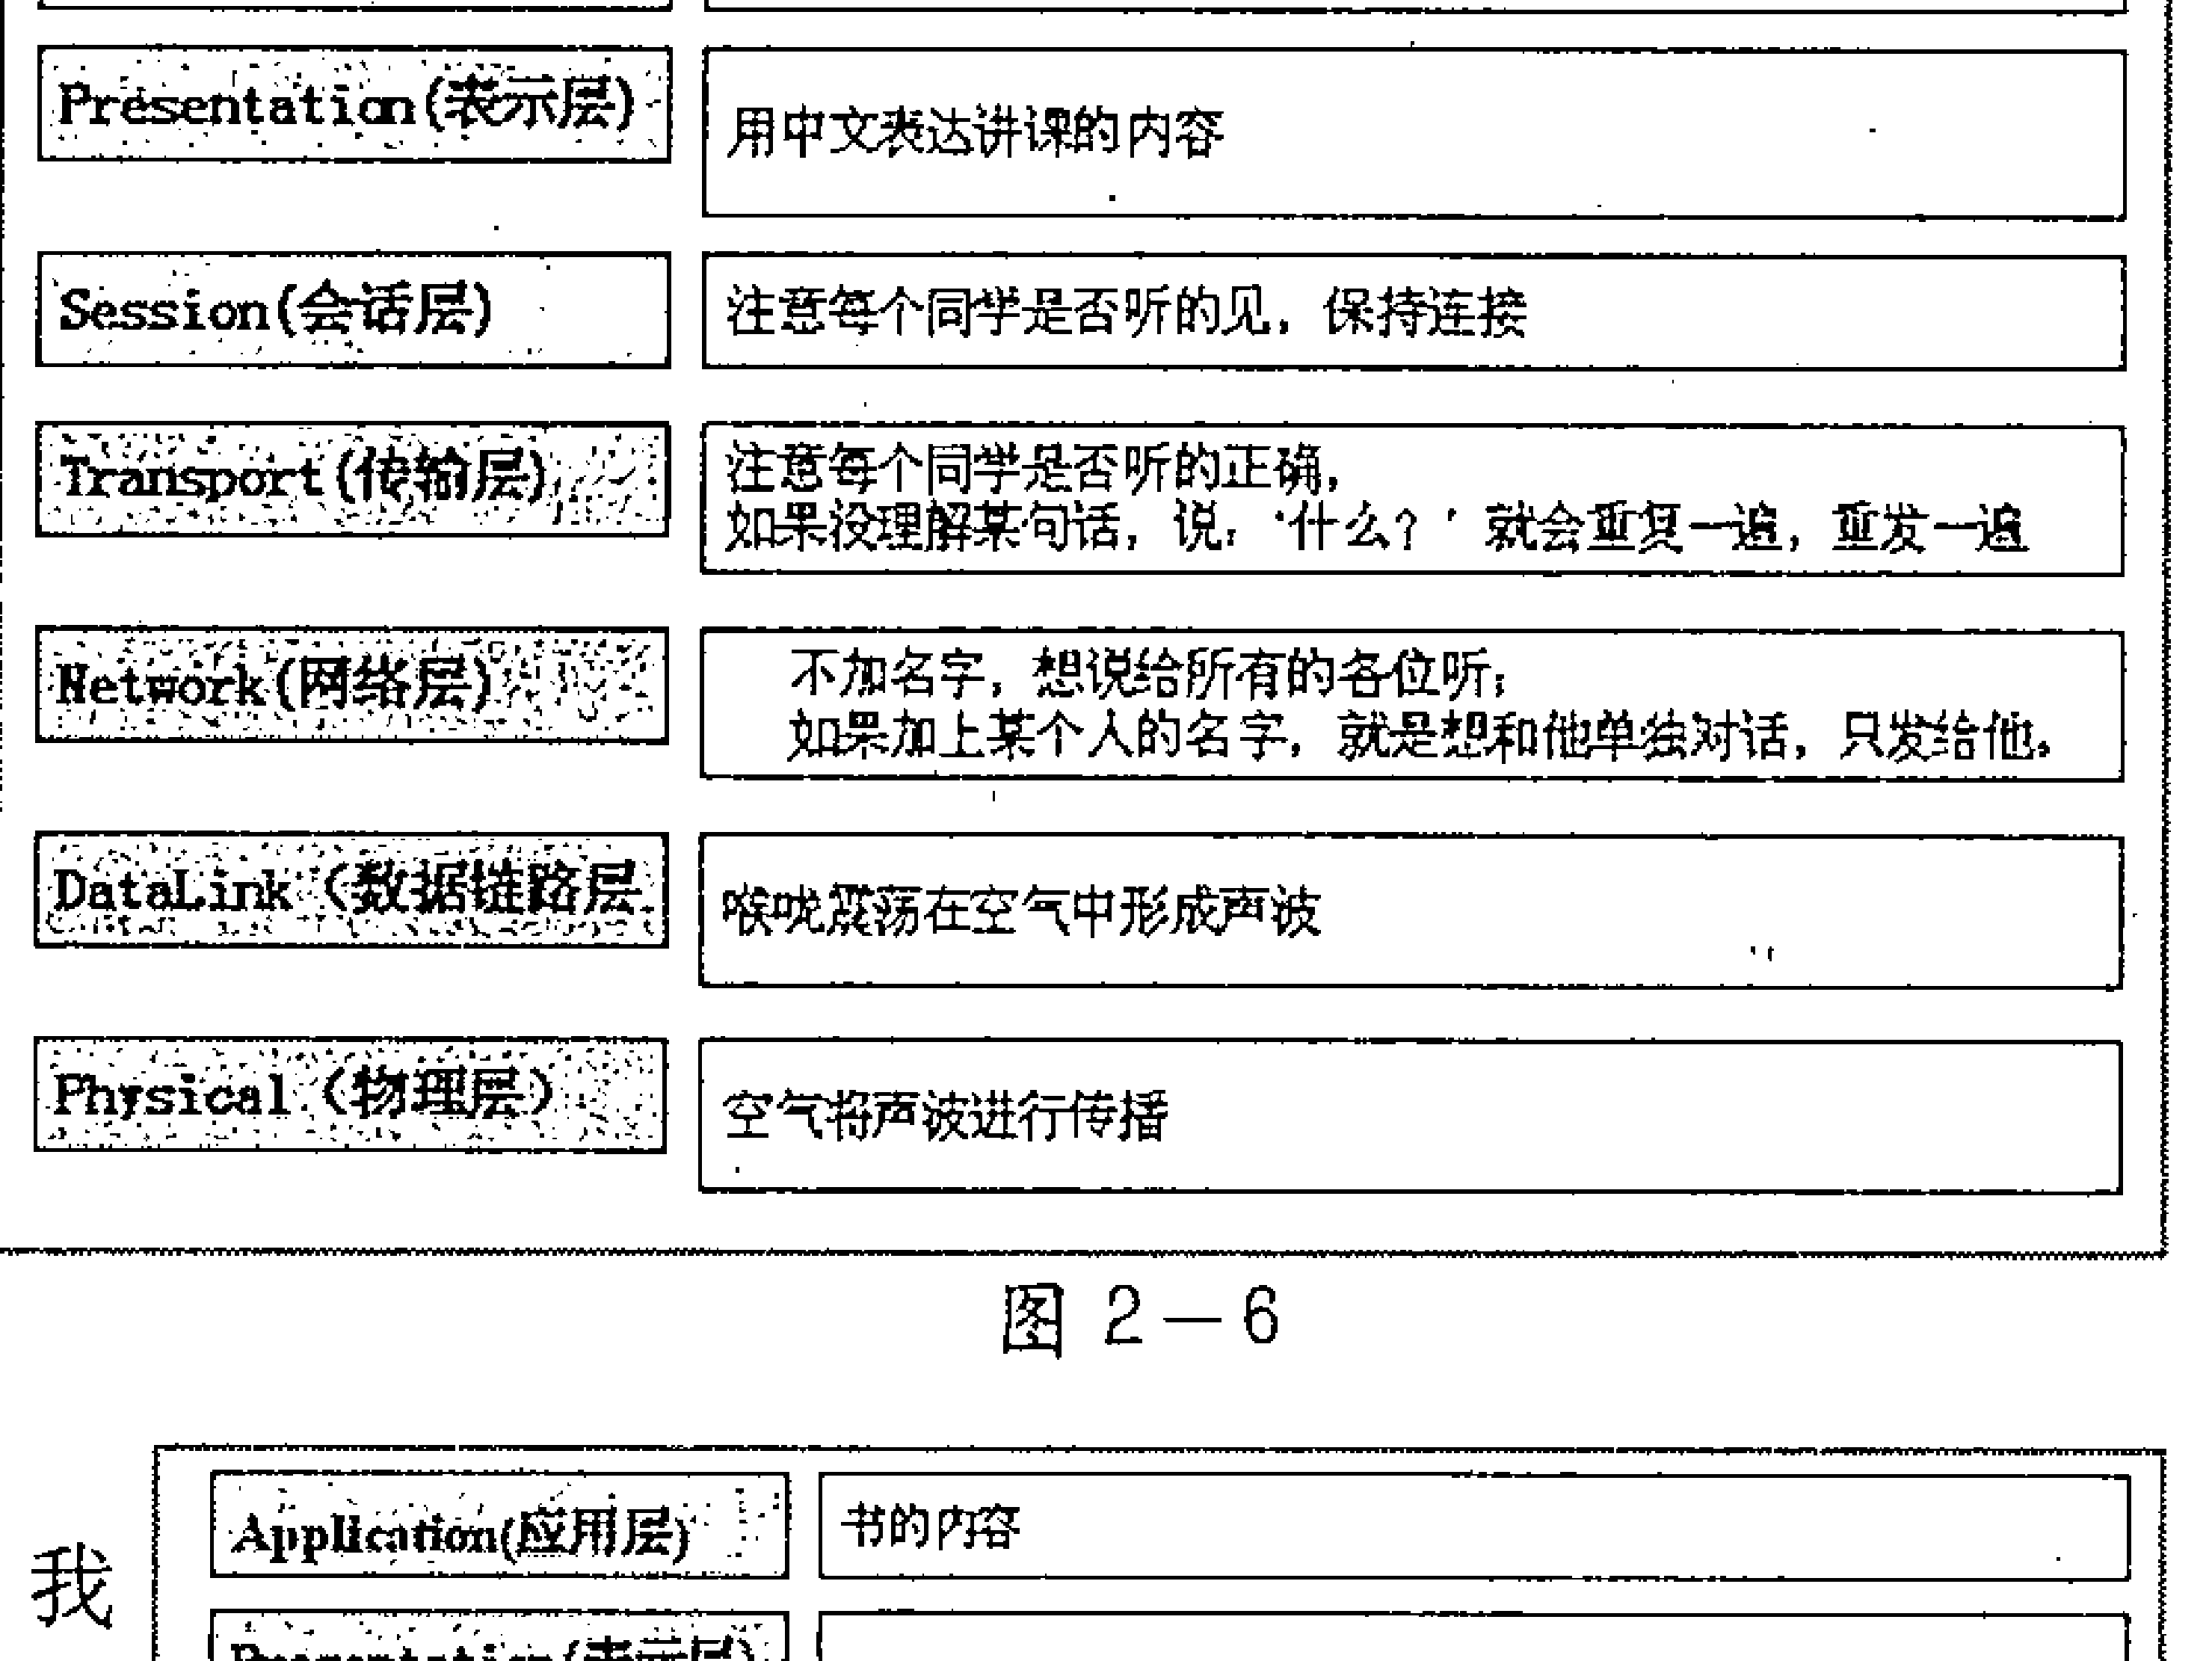 Presentation(表示层)
用中文表达讲课的内容
Session(会话层)
注意每个同学是否听的见，保持连接
Transport(传输层)
注意每个同学是否听的正确，
如果没理解某句话，说：‘什么？’就会重复一遍，重发一遍
Network(网络层)
不加名字，想说给所有的各位听；
如果加上某个人的名字，就是想和他单独对话，只发给他。
DataLink（数据链路层
喉咙震荡在空气中形成声波
Physical（物理层）
空气将声波进行传播
图 2－6
我
Application(应用层)
书的内容
Presentation(表示层)